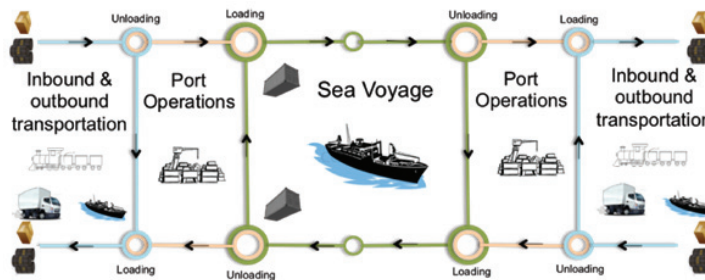 Unloading
Loading
Unloading
Loading
Inbound &
outbound
transportation
Port
Operations
Sea Voyage
Port
Operations
Inbound &
outbound
transportation
Loading
Unloading
Loading
Unloading